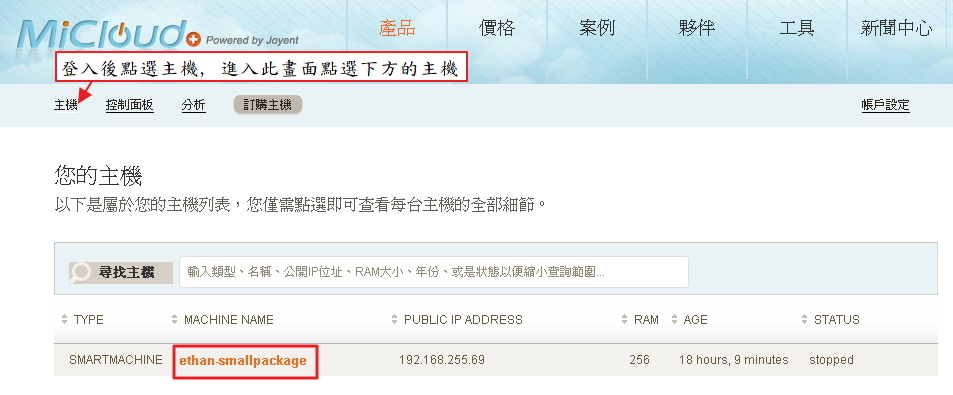 MiCloud Powered by Joyent
產品 價格 案例 夥伴 工具 新聞中心
登入後點選主機, 進入此畫面點選下方的主機
主機 控制面板 分析 訂購主機 帳戶設定
您的主機
以下是屬於您的主機列表，您僅需點選即可查看每台主機的全部細節。
尋找主機 輸入類型、名稱、公開IP位址、RAM大小、年份、或是狀態以便縮小查詢範圍...
TYPE MACHINE NAME PUBLIC IP ADDRESS RAM AGE STATUS
SMARTMACHINE ethan-smallpackage 192.168.255.69 256 18 hours, 9 minutes stopped